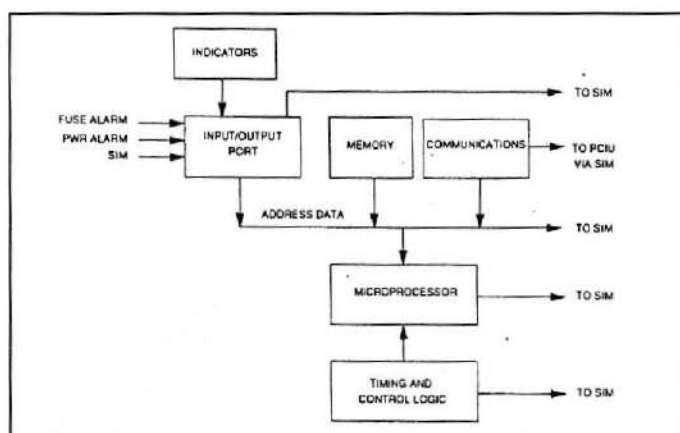 INDICATORS
TO SIM
FUSE ALARM
PWR ALARM
SIM
INPUT/OUTPUT
PORT
MEMORY
COMMUNICATIONS
TO PCIU
VIA SIM
ADDRESS DATA
TO SIM
MICROPROCESSOR
TO SIM
TIMING AND
CONTROL LOGIC
TO SIM